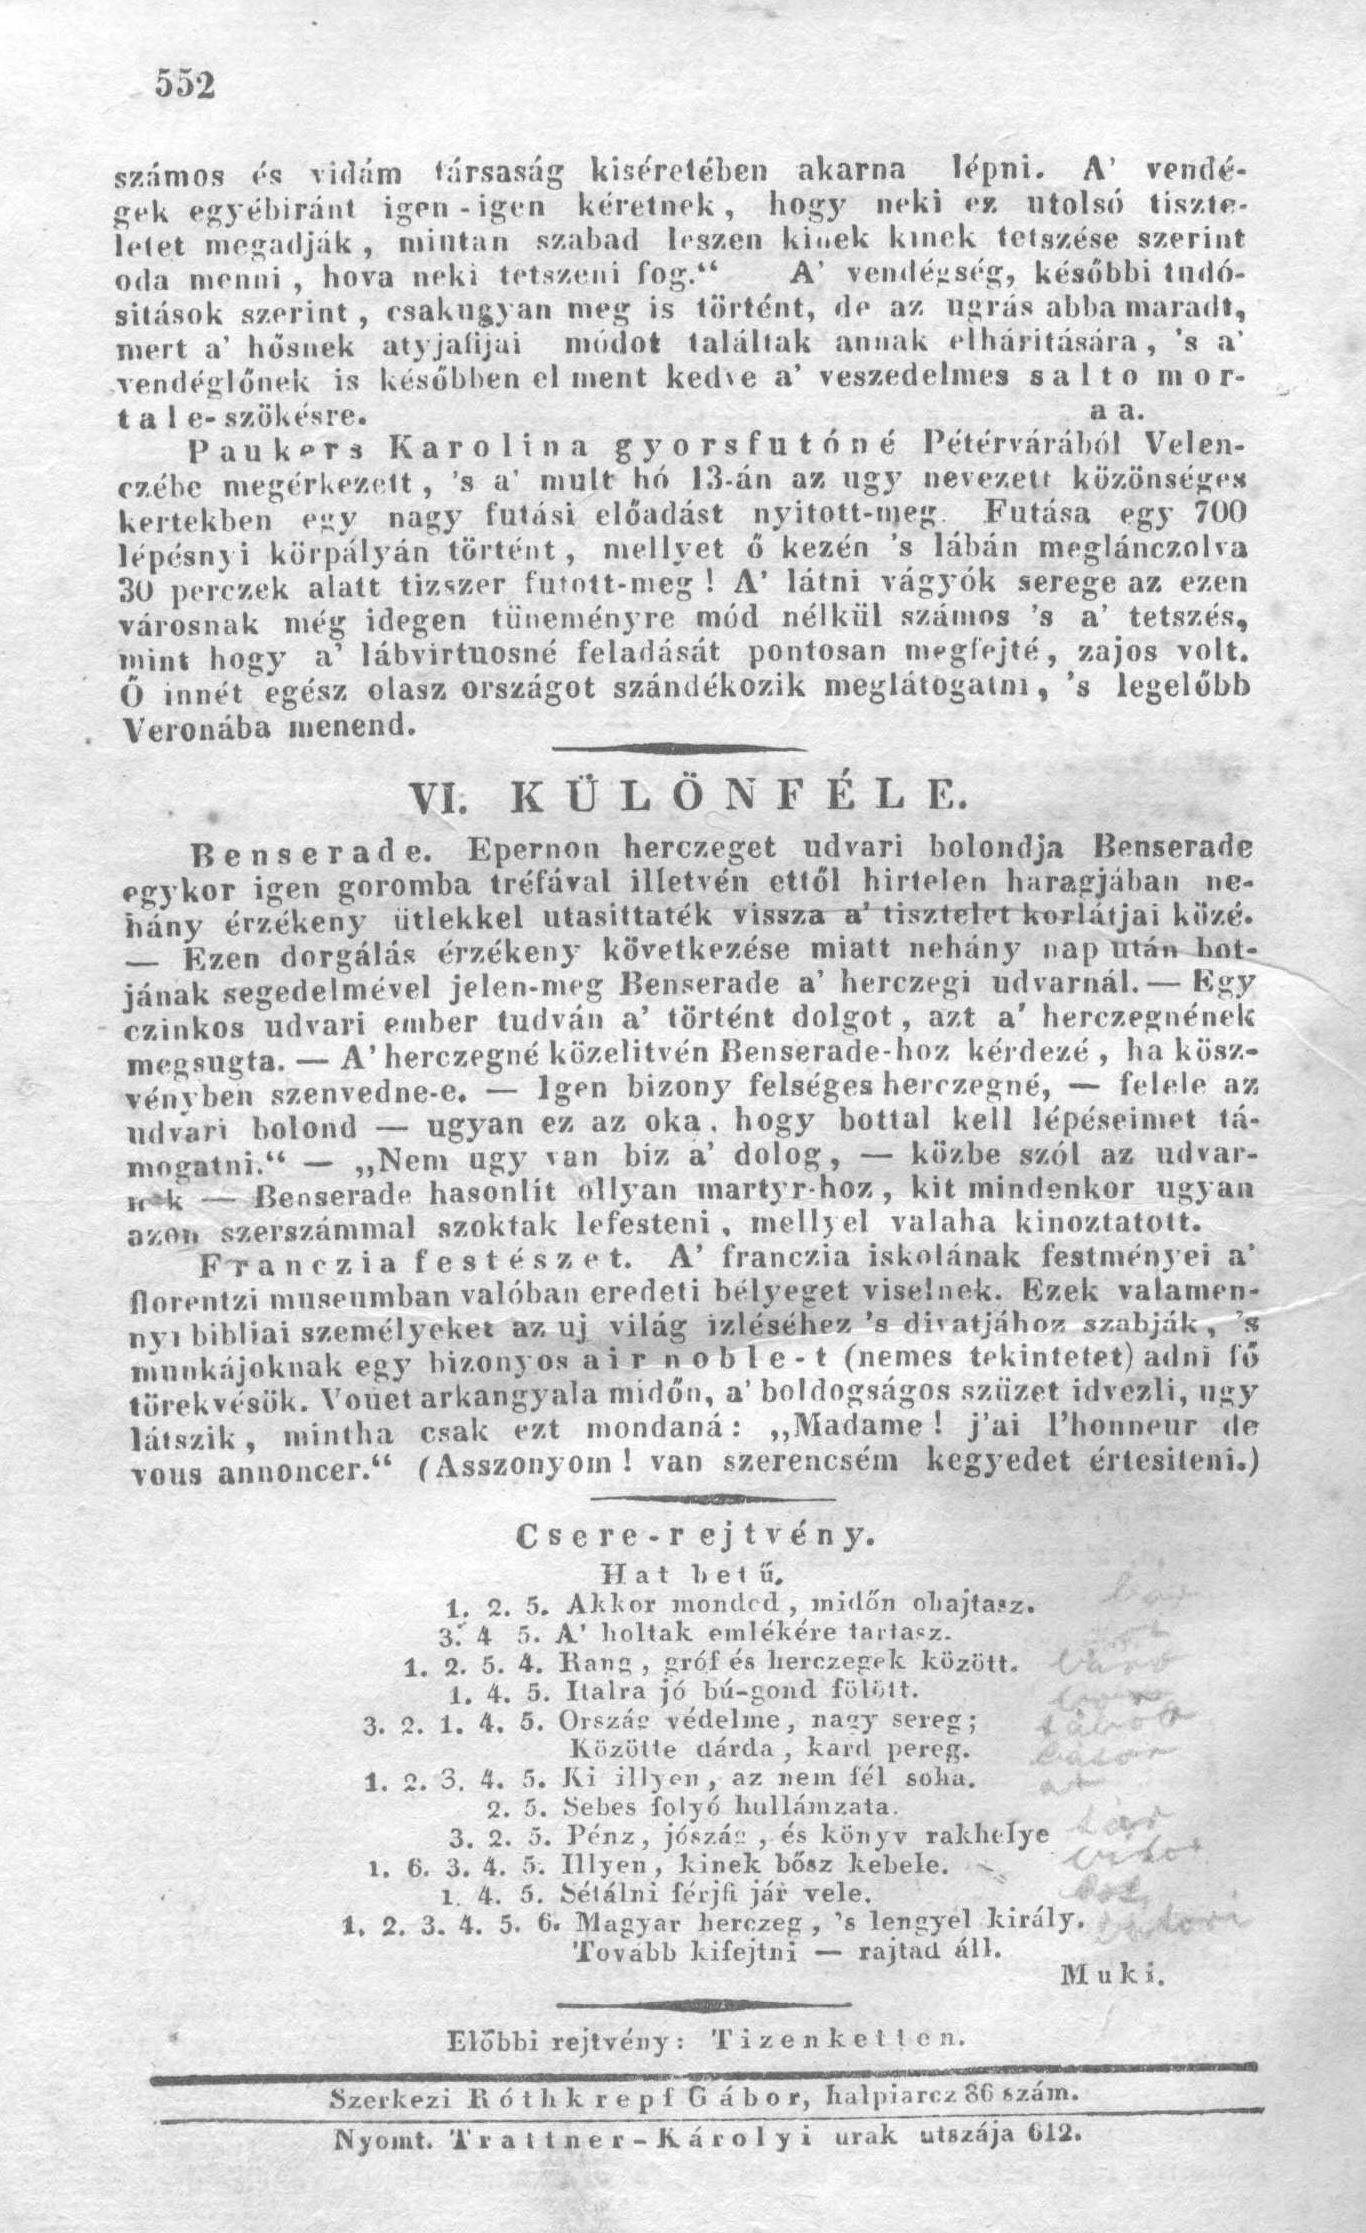 552
számos és vidám társaság kiséretében akarna lépni. A' vendé-
gek egyébiránt igen-igen kéretnek, hogy neki ez utolsó tiszte-
letet megadják, miutan szabad leszen kinek kinek tetszése szerint
oda menni, hova neki tetszeni fog.“ A' vendégség, későbbi tudó-
sitások szerint, csakugyan meg is történt, de az ugrás abba maradt,
mert a' hősnek atyjafijai módot találtak annak elháritására, 's a'
vendéglőnek is későbben el ment kedve a' veszedelmes salto mor-
tale-szökésre. aa.
Paukers Karolina gyorsfutóné Pétérvárából Velen-
czébe megérkezett, 's a' mult hó 13-án az ugy nevezett közönséges
kertekben egy nagy futási előadást nyitott-meg. Futása egy 700
lépésnyi körpályán történt, mellyet ő kezén 's lábán meglánczolva
30 perczek alatt tizszer futott-meg! A' látni vágyók serege az ezen
városnak még idegen tüneményre mód nélkül számos 's a' tetszés,
mint hogy a' lábvirtuosné feladását pontosan megfejté, zajos volt.
Ő innét egész olasz országot szándékozik meglátogatni, 's legelőbb
Veronába menend.
VI. KÜLÖNFÉLE.
Benserade. Epernon herczeget udvari bolondja Benserade
egykor igen goromba tréfával illetvén ettől hirtelen haragjában ne-
hány érzékeny ütlekkel utasittaték vissza a' tisztelet korlátjai közé.
— Ezen dorgálás érzékeny következése miatt nehány nap után bot-
jának segedelmével jelen-meg Benserade a' herczegi udvarnál. — Egy
czinkos udvari ember tudván a' történt dolgot, azt a' herczegnének
megsugta. — A' herczegné közelitvén Benserade-hoz kérdezé, ha kösz-
vényben szenvedne-e. — Igen bizony felséges herczegné, — felele az
udvari bolond — ugyan ez az oka, hogy bottal kell lépéseimet tá-
mogatni.“ — „Nem ugy van biz a' dolog, — közbe szól az udvar-
nok — Benserade hasonlít ollyan martyr-hoz, kit mindenkor ugyan
azon szerszámmal szoktak lefesteni, mellyel valaha kinoztatott.
Franczia festészet. A' franczia iskolának festményei a'
florentzi museumban valóban eredeti bélyeget viselnek. Ezek valamen-
nyi bibliai személyeket az uj világ izléséhez 's divatjához szabják, 's
munkájoknak egy bizonyos air noble-t (nemes tekintetet) adni fő
törekvésök. Vouet arkangyala midőn, a' boldogságos szüzet idvezli, ugy
látszik, mintha csak ezt mondaná: „Madame! j'ai l'honneur de
vous annoncer.“ (Asszonyom! van szerencsém kegyedet értesiteni.)
Csere-rejtvény.
Hat betű.
1. 2. 5. Akkor mondod, midőn ohajtasz.
3. 4 5. A' holtak emlékére tartasz.
1. 2. 5. 4. Rang, gróf és herczegek között. báro
1. 4. 5. Italra jó bú-gond fölött.
3. 2. 1. 4. 5. Ország védelme, nagy sereg; tábor
Közötte dárda, kard pereg.
1. 2. 3. 4. 5. Ki illyen, az nem fél soha. bátor
2. 5. Sebes folyó hullámzata.
3. 2. 5. Pénz, jószág, és könyv rakhelye tár
1. 6. 3. 4. 5. Illyen, kinek bősz kebele.
1. 4. 5. Sétálni férjfi jár vele.
1. 2. 3. 4. 5. 6. Magyar herczeg, 's lengyel király. bátori
Tovább kifejtni — rajtad áll.
Muki.
Előbbi rejtvény: Tizenketten.
Szerkezi Róthkrepf Gábor, halpiarcz 86 szám.
Nyomt. Trattner-Károlyi urak utszája 612.